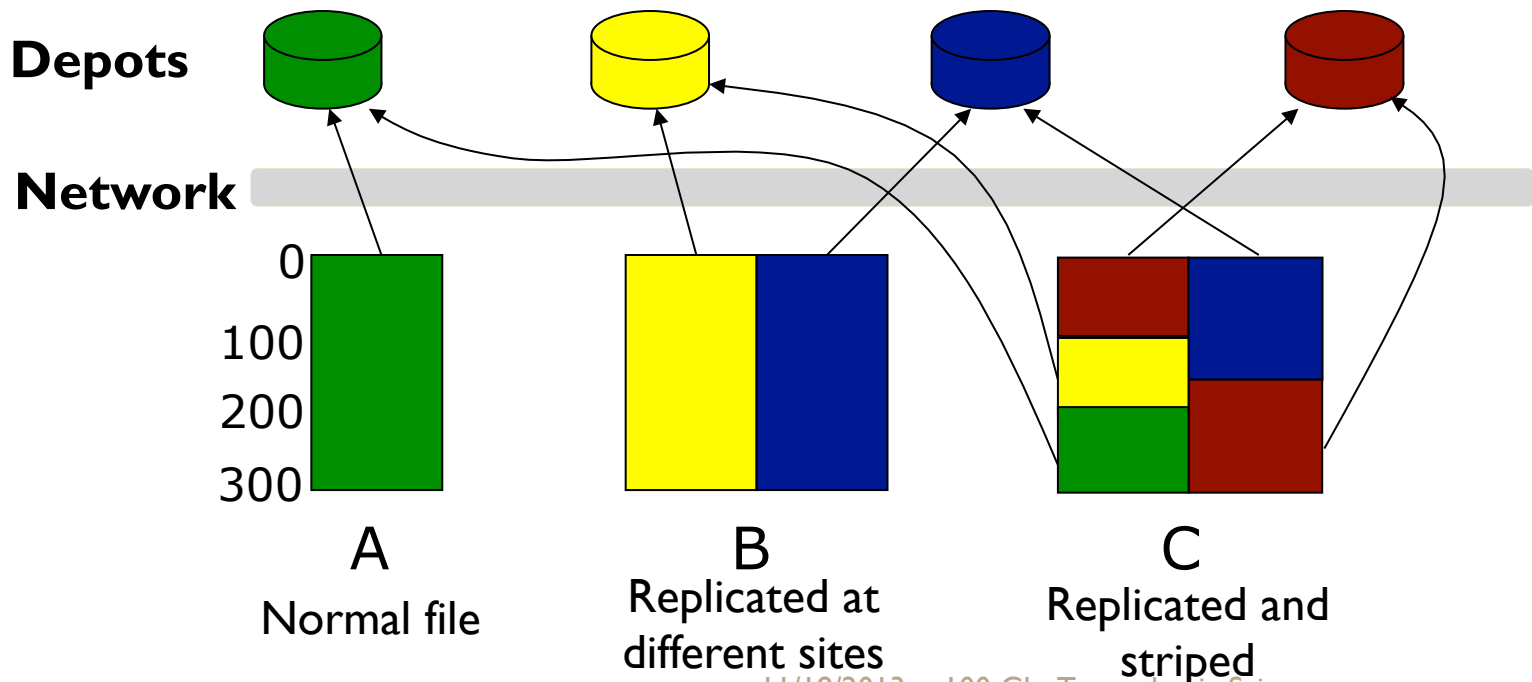 Depots
Network
0
100
200
300
A
Normal file
B
Replicated at
different sites
C
Replicated and
striped